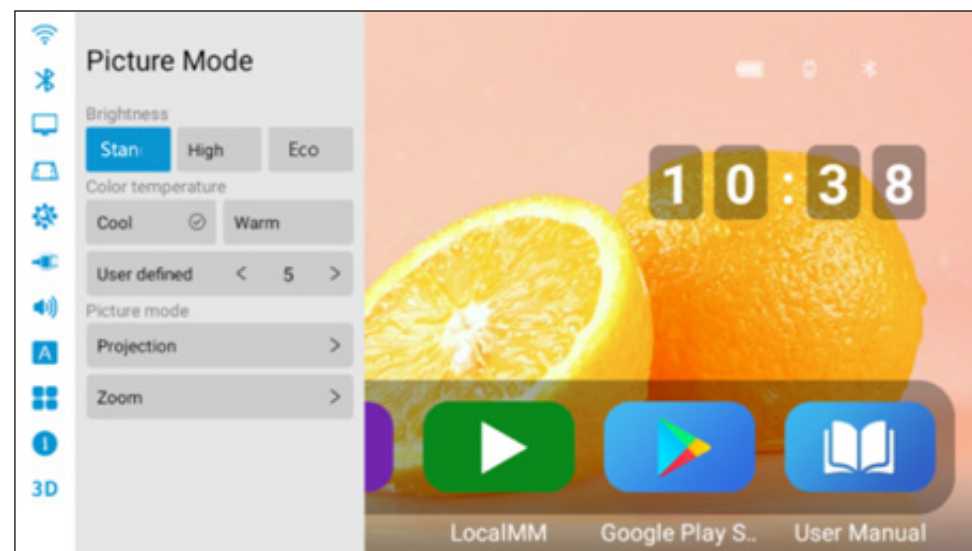 Picture Mode
Brightness
Stan
High
Eco
Color temperature
Cool
Warm
User defined < 5 >
Picture mode
Projection >
Zoom >
A
3D
10:38
LocalMM
Google Play S..
User Manual